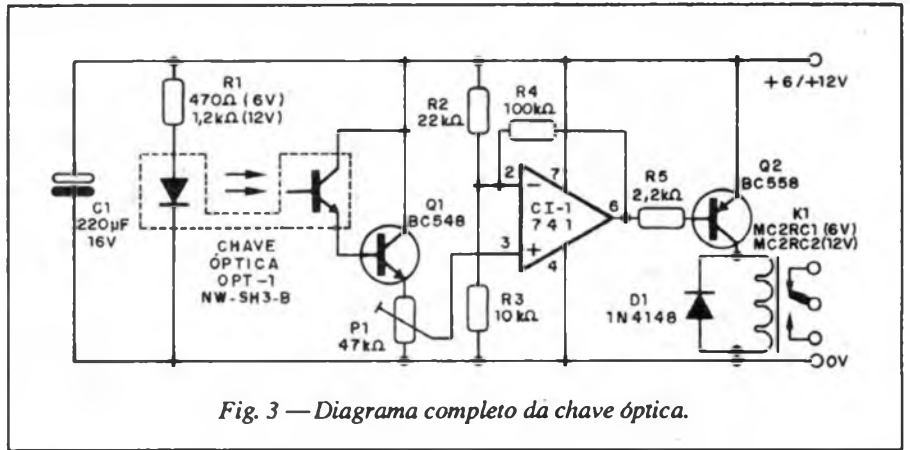 R1
470Ω (6V)
1,2kΩ (12V)
C1
220µF
16V
CHAVE
ÓPTICA
OPT-1
NW-SH3-B
Q1
BC548
P1
47kΩ
R2
22kΩ
R4
100kΩ
2
7
-
CI-1
741
6
3
+
4
R3
10kΩ
R5
2,2kΩ
Q2
BC558
+6/+12V
K1
MC2RC1 (6V)
MC2RC2(12V)
D1
1N4148
0V
Fig. 3 — Diagrama completo da chave óptica.